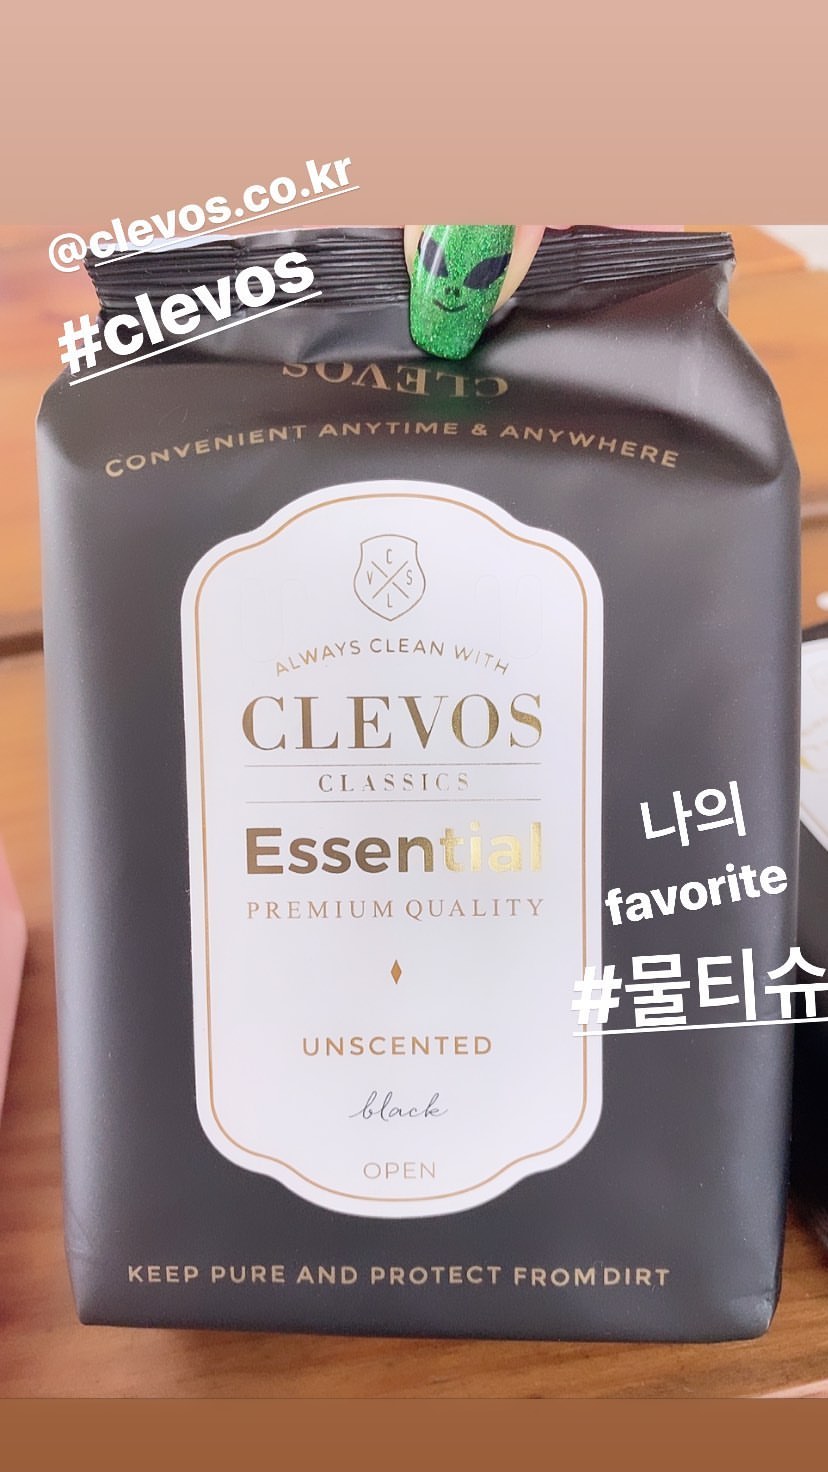 @clevos.co.kr
#clevos
CLEVOS
CONVENIENT ANYTIME & ANYWHERE
C
V S
L
ALWAYS CLEAN WITH
CLEVOS
CLASSICS
Essential
PREMIUM QUALITY
나의
favorite
#물티슈
UNSCENTED
black
OPEN
KEEP PURE AND PROTECT FROM DIRT